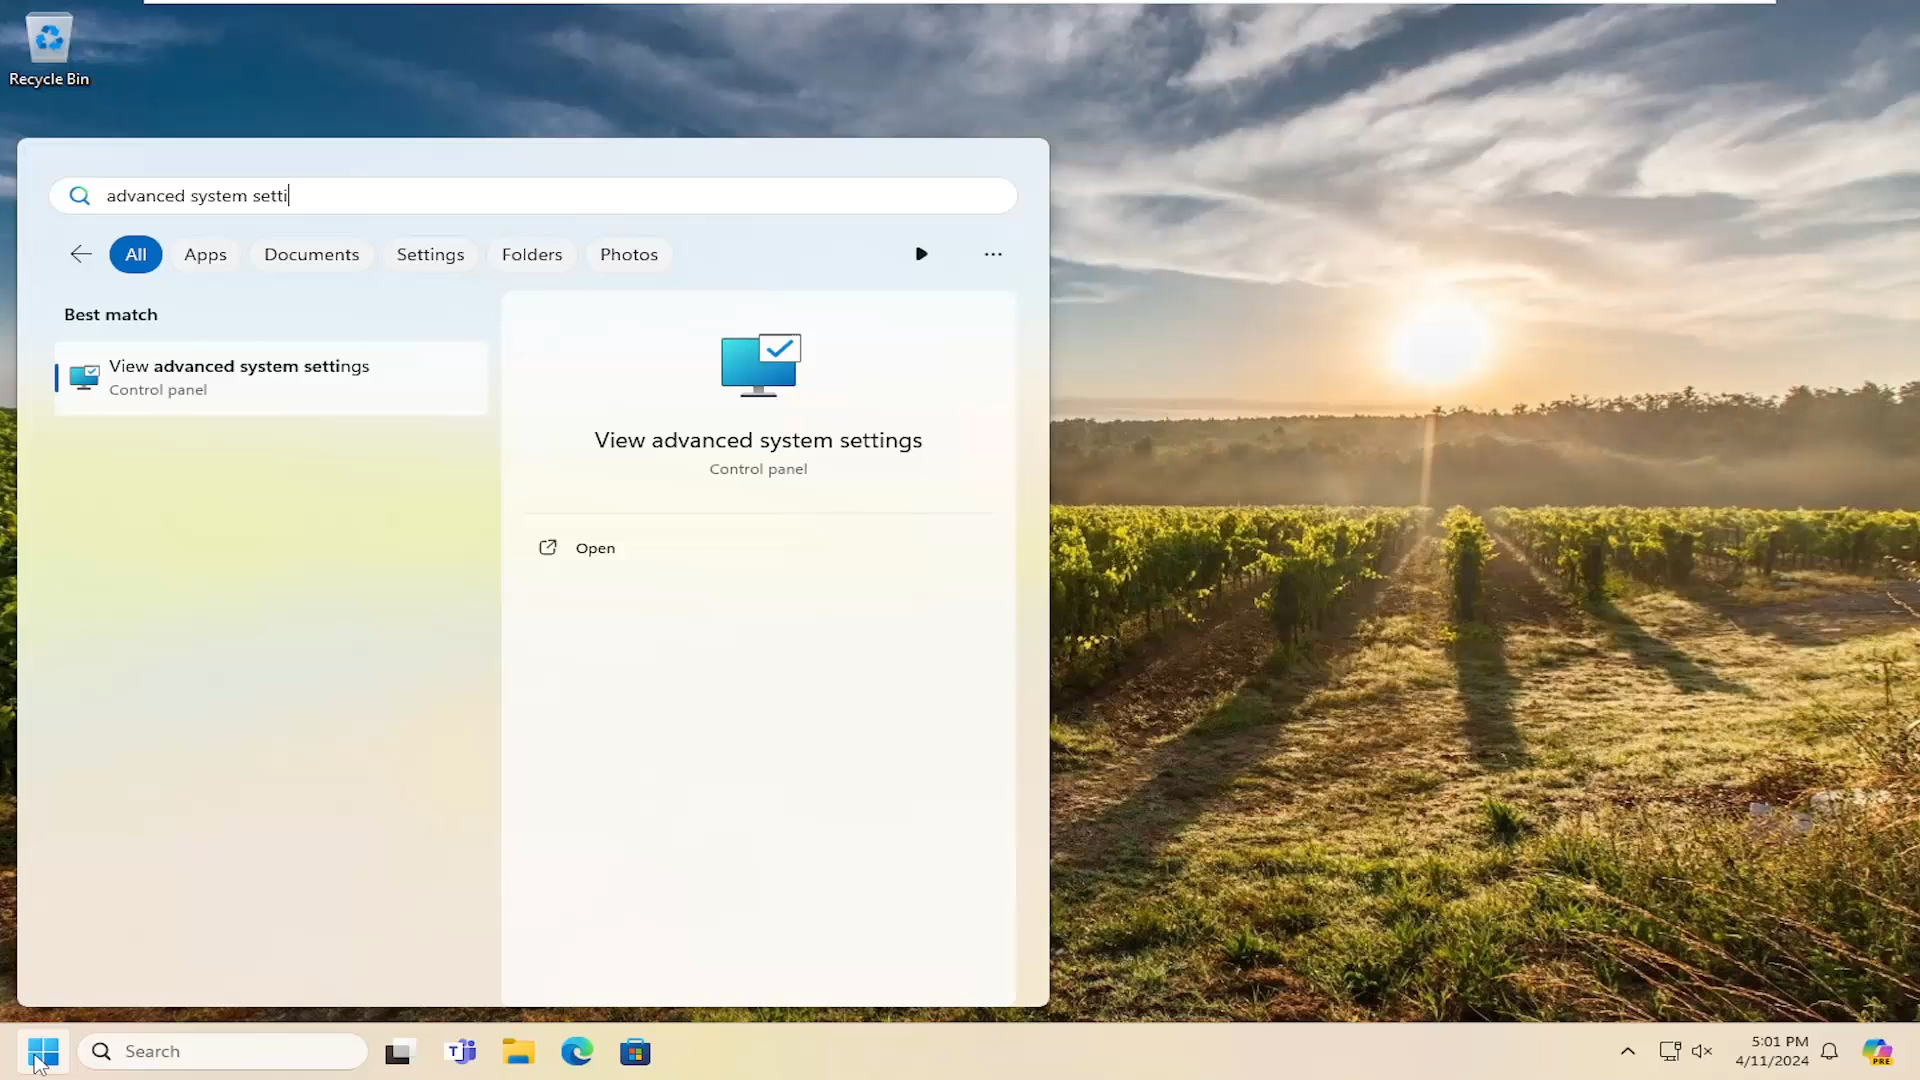 Recycle Bin
advanced system setti
All
Apps
Documents
Settings
Folders
Photos
Best match
View advanced system settings
Control panel
View advanced system settings
Control panel
Open
Search
5:01 PM
4/11/2024
PRE